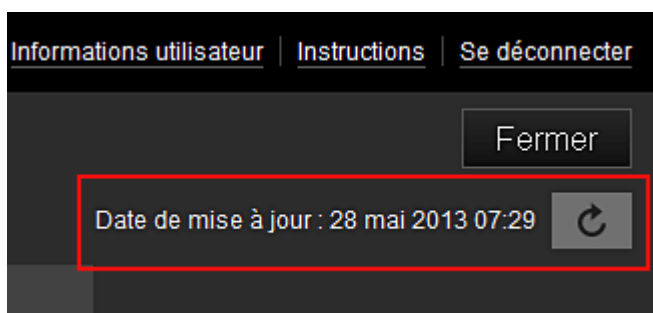 Informations utilisateur | Instructions | Se déconnecter
Fermer
Date de mise à jour : 28 mai 2013 07:29